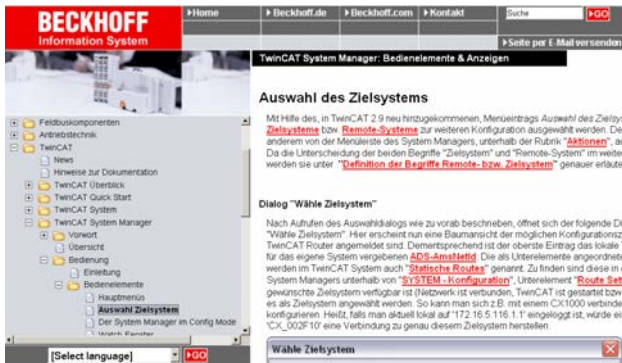 BECKHOFF
Information System
Home
Beckhoff.de
Beckhoff.com
Kontakt
Suche
GO
Seite per E-Mail versenden
TwinCAT System Manager: Bedienelemente & Anzeigen
Feldbuskomponenten
Antriebstechnik
TwinCAT
News
Hinweise zur Dokumentation
TwinCAT Überblick
TwinCAT Quick Start
TwinCAT System
TwinCAT System Manager
Vorwort
Übersicht
Bedienung
Einleitung
Bedienelemente
Hauptmenüs
Auswahl Zielsystem
Der System Manager im Config Mode
Watch Fenster
[Select language]
GO
Auswahl des Zielsystems
Mit Hilfe des, in TwinCAT 2.9 neu hinzugekommenen, Menüeintrags Auswahl des Zielsy
Zielsysteme bzw. Remote-Systeme zur weiteren Konfiguration ausgewählt werden. De
anderem von der Menüleiste des System Managers, unterhalb der Rubrik "Aktionen", au
Da die Unterscheidung der beiden Begriffe "Zielsystem" und "Remote-System" im weiter
werden sie unter "Definition der Begriffe Remote- bzw. Zielsystem" genauer erläute
Dialog "Wähle Zielsystem"
Nach Aufrufen des Auswahldialogs wie zu vorab beschrieben, öffnet sich der folgende Di
"Wähle Zielsystem". Hier erscheint nun eine Baumansicht der möglichen Konfigurationsz
TwinCAT Router angemeldet sind. Dementsprechend ist der oberste Eintrag das lokale
für das eigene System vergebenen ADS-AmsNetId. Die als Unterelemente angeordnete
werden im TwinCAT System auch "Statische Routes" genannt. Zu finden sind diese in d
System Managers unterhalb von "SYSTEM - Konfiguration", Unterelement "Route Sett
gewünschte Zielsystem verfügbar ist (Netzwerk ist verbunden, TwinCAT ist gestartet bzw
es als Zielsystem angewählt werden. So kann man sich z.B. mit einem CX1000 verbinde
konfigurieren. Heißt, falls man aktuell lokal auf '172.16.5.116.1.1' eingeloggt ist, würde ei
'CX_002F10' eine Verbindung zu genau diesem Zielsystem herstellen.
Wähle Zielsystem